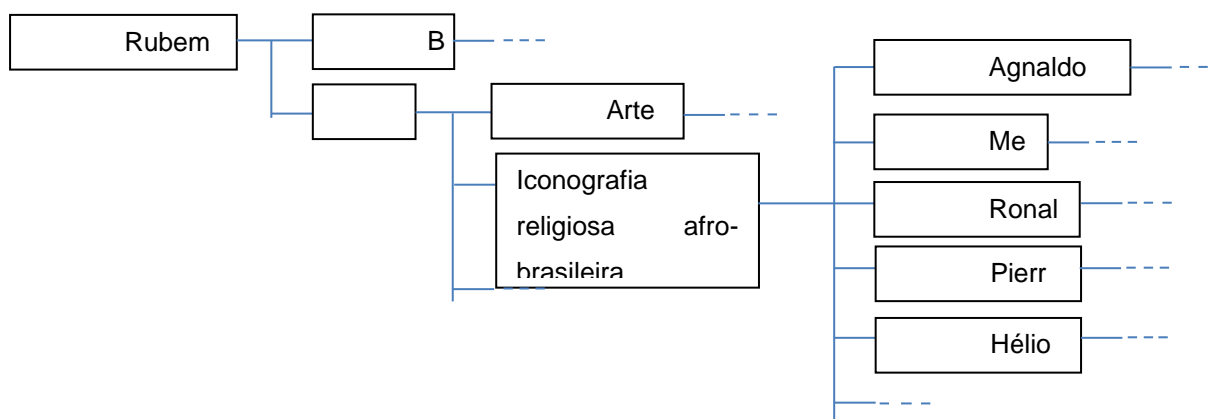 Rubem
B
Arte
Iconografia
religiosa afro-
brasileira
Agnaldo
Me
Ronal
Pierr
Hélio